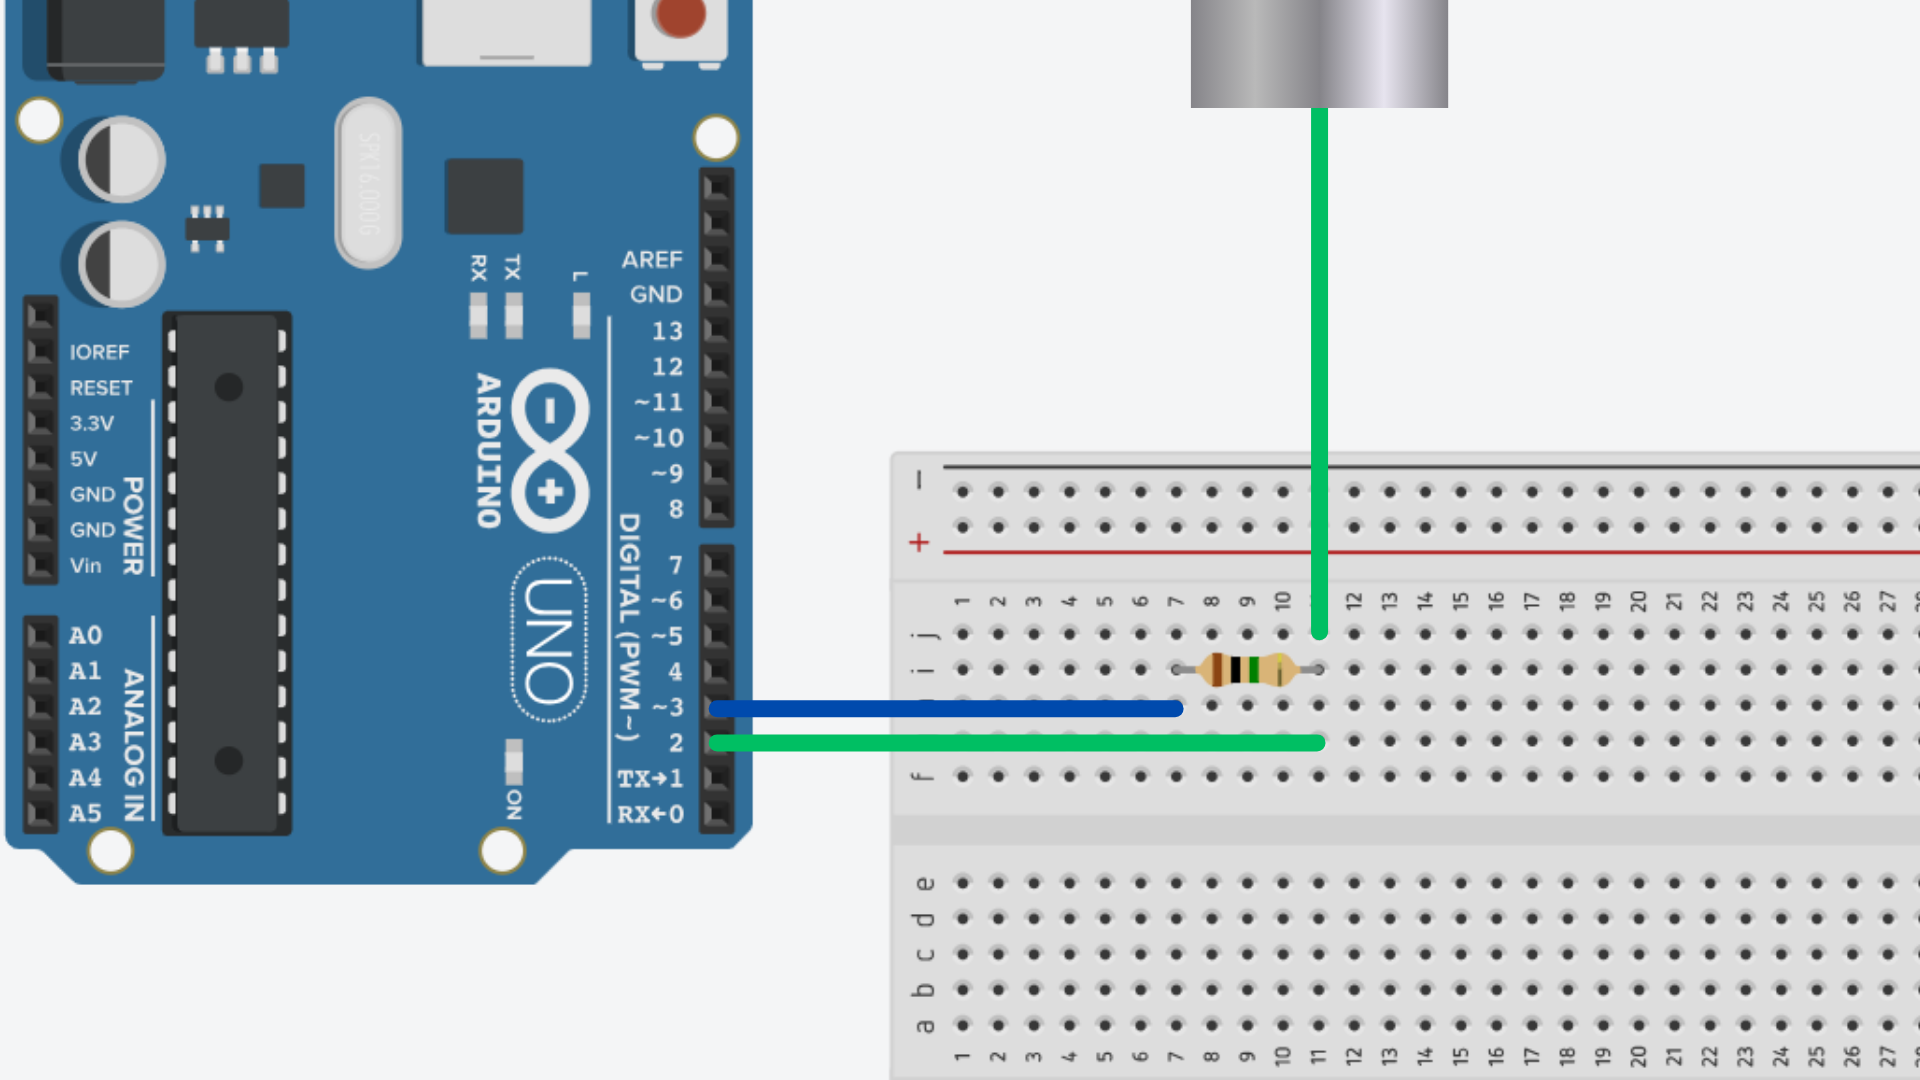 SPK16.000G
RX
TX
L
AREF
GND
13
12
~11
~10
~9
8
7
~6
~5
4
~3
2
TX→1
RX←0
DIGITAL (PWM~)
ARDUINO
UNO
ON
IOREF
RESET
3.3V
5V
GND
GND
Vin
POWER
A0
A1
A2
A3
A4
A5
ANALOG IN
−
+
1 2 3 4 5 6 7 8 9 10 12 13 14 15 16 17 18 19 20 21 22 23 24 25 26 27
j
i
f
e
d
c
b
a
1 2 3 4 5 6 7 8 9 10 11 12 13 14 15 16 17 18 19 20 21 22 23 24 25 26 27